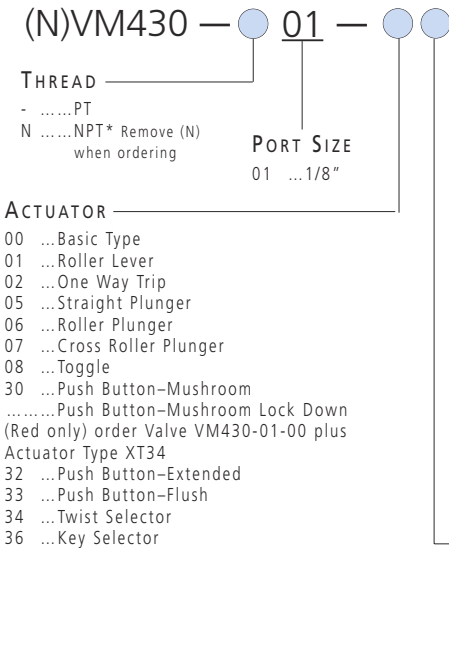 (N)VM430 — 01 —
THREAD
- ……PT
N ……NPT* Remove (N)
when ordering
PORT SIZE
01 …1/8”
ACTUATOR
00 …Basic Type
01 …Roller Lever
02 …One Way Trip
05 …Straight Plunger
06 …Roller Plunger
07 …Cross Roller Plunger
08 …Toggle
30 …Push Button–Mushroom
………Push Button–Mushroom Lock Down
(Red only) order Valve VM430-01-00 plus
Actuator Type XT34
32 …Push Button–Extended
33 …Push Button–Flush
34 …Twist Selector
36 …Key Selector